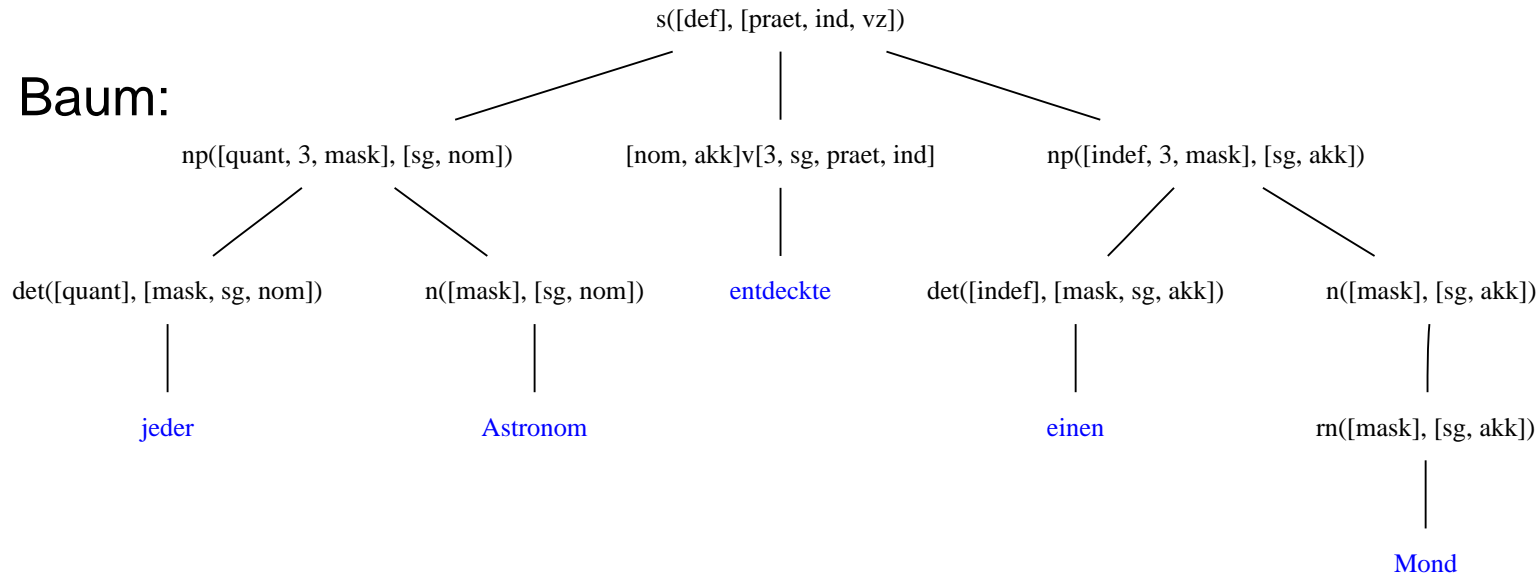 s([def], [praet, ind, vz])
Baum:
np([quant, 3, mask], [sg, nom]) [nom, akk]v[3, sg, praet, ind] np([indef, 3, mask], [sg, akk])
det([quant], [mask, sg, nom]) n([mask], [sg, nom]) entdeckte det([indef], [mask, sg, akk]) n([mask], [sg, akk])
jeder Astronom einen rn([mask], [sg, akk])
Mond